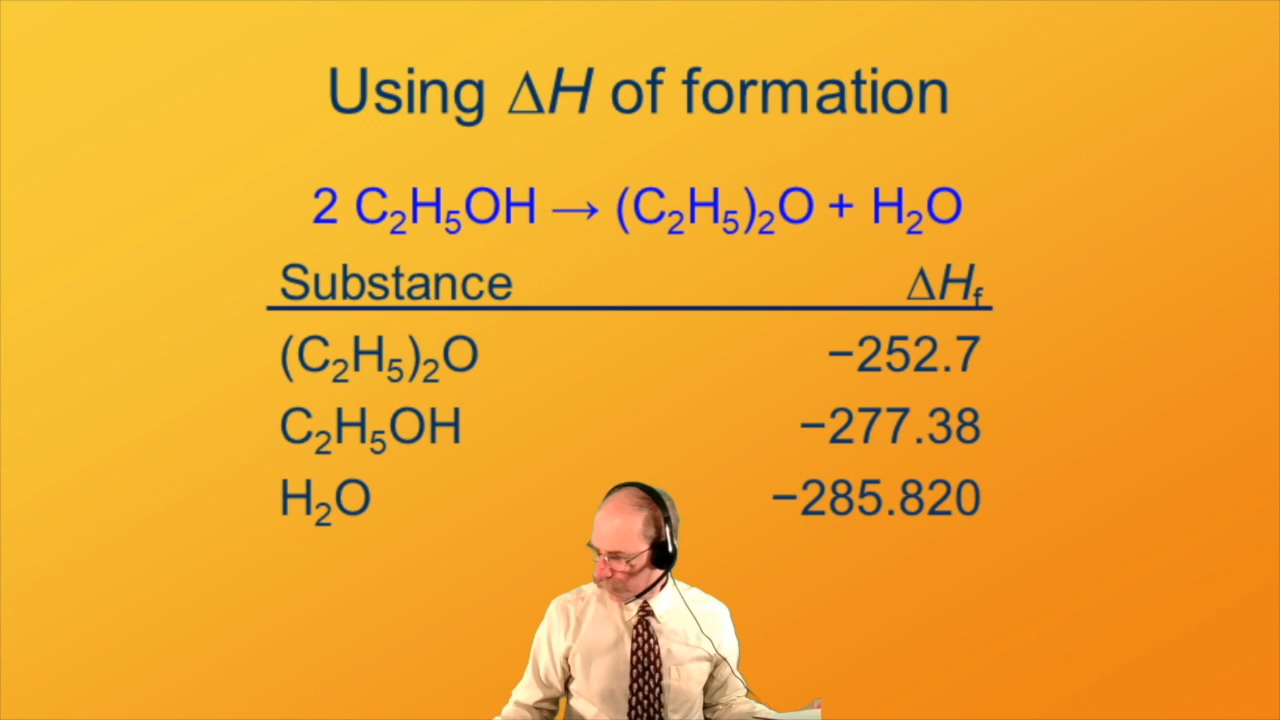 Using ΔH of formation
2 C₂H₅OH → (C₂H₅)₂O + H₂O
Substance ΔH_f
(C₂H₅)₂O −252.7
C₂H₅OH −277.38
H₂O −285.820